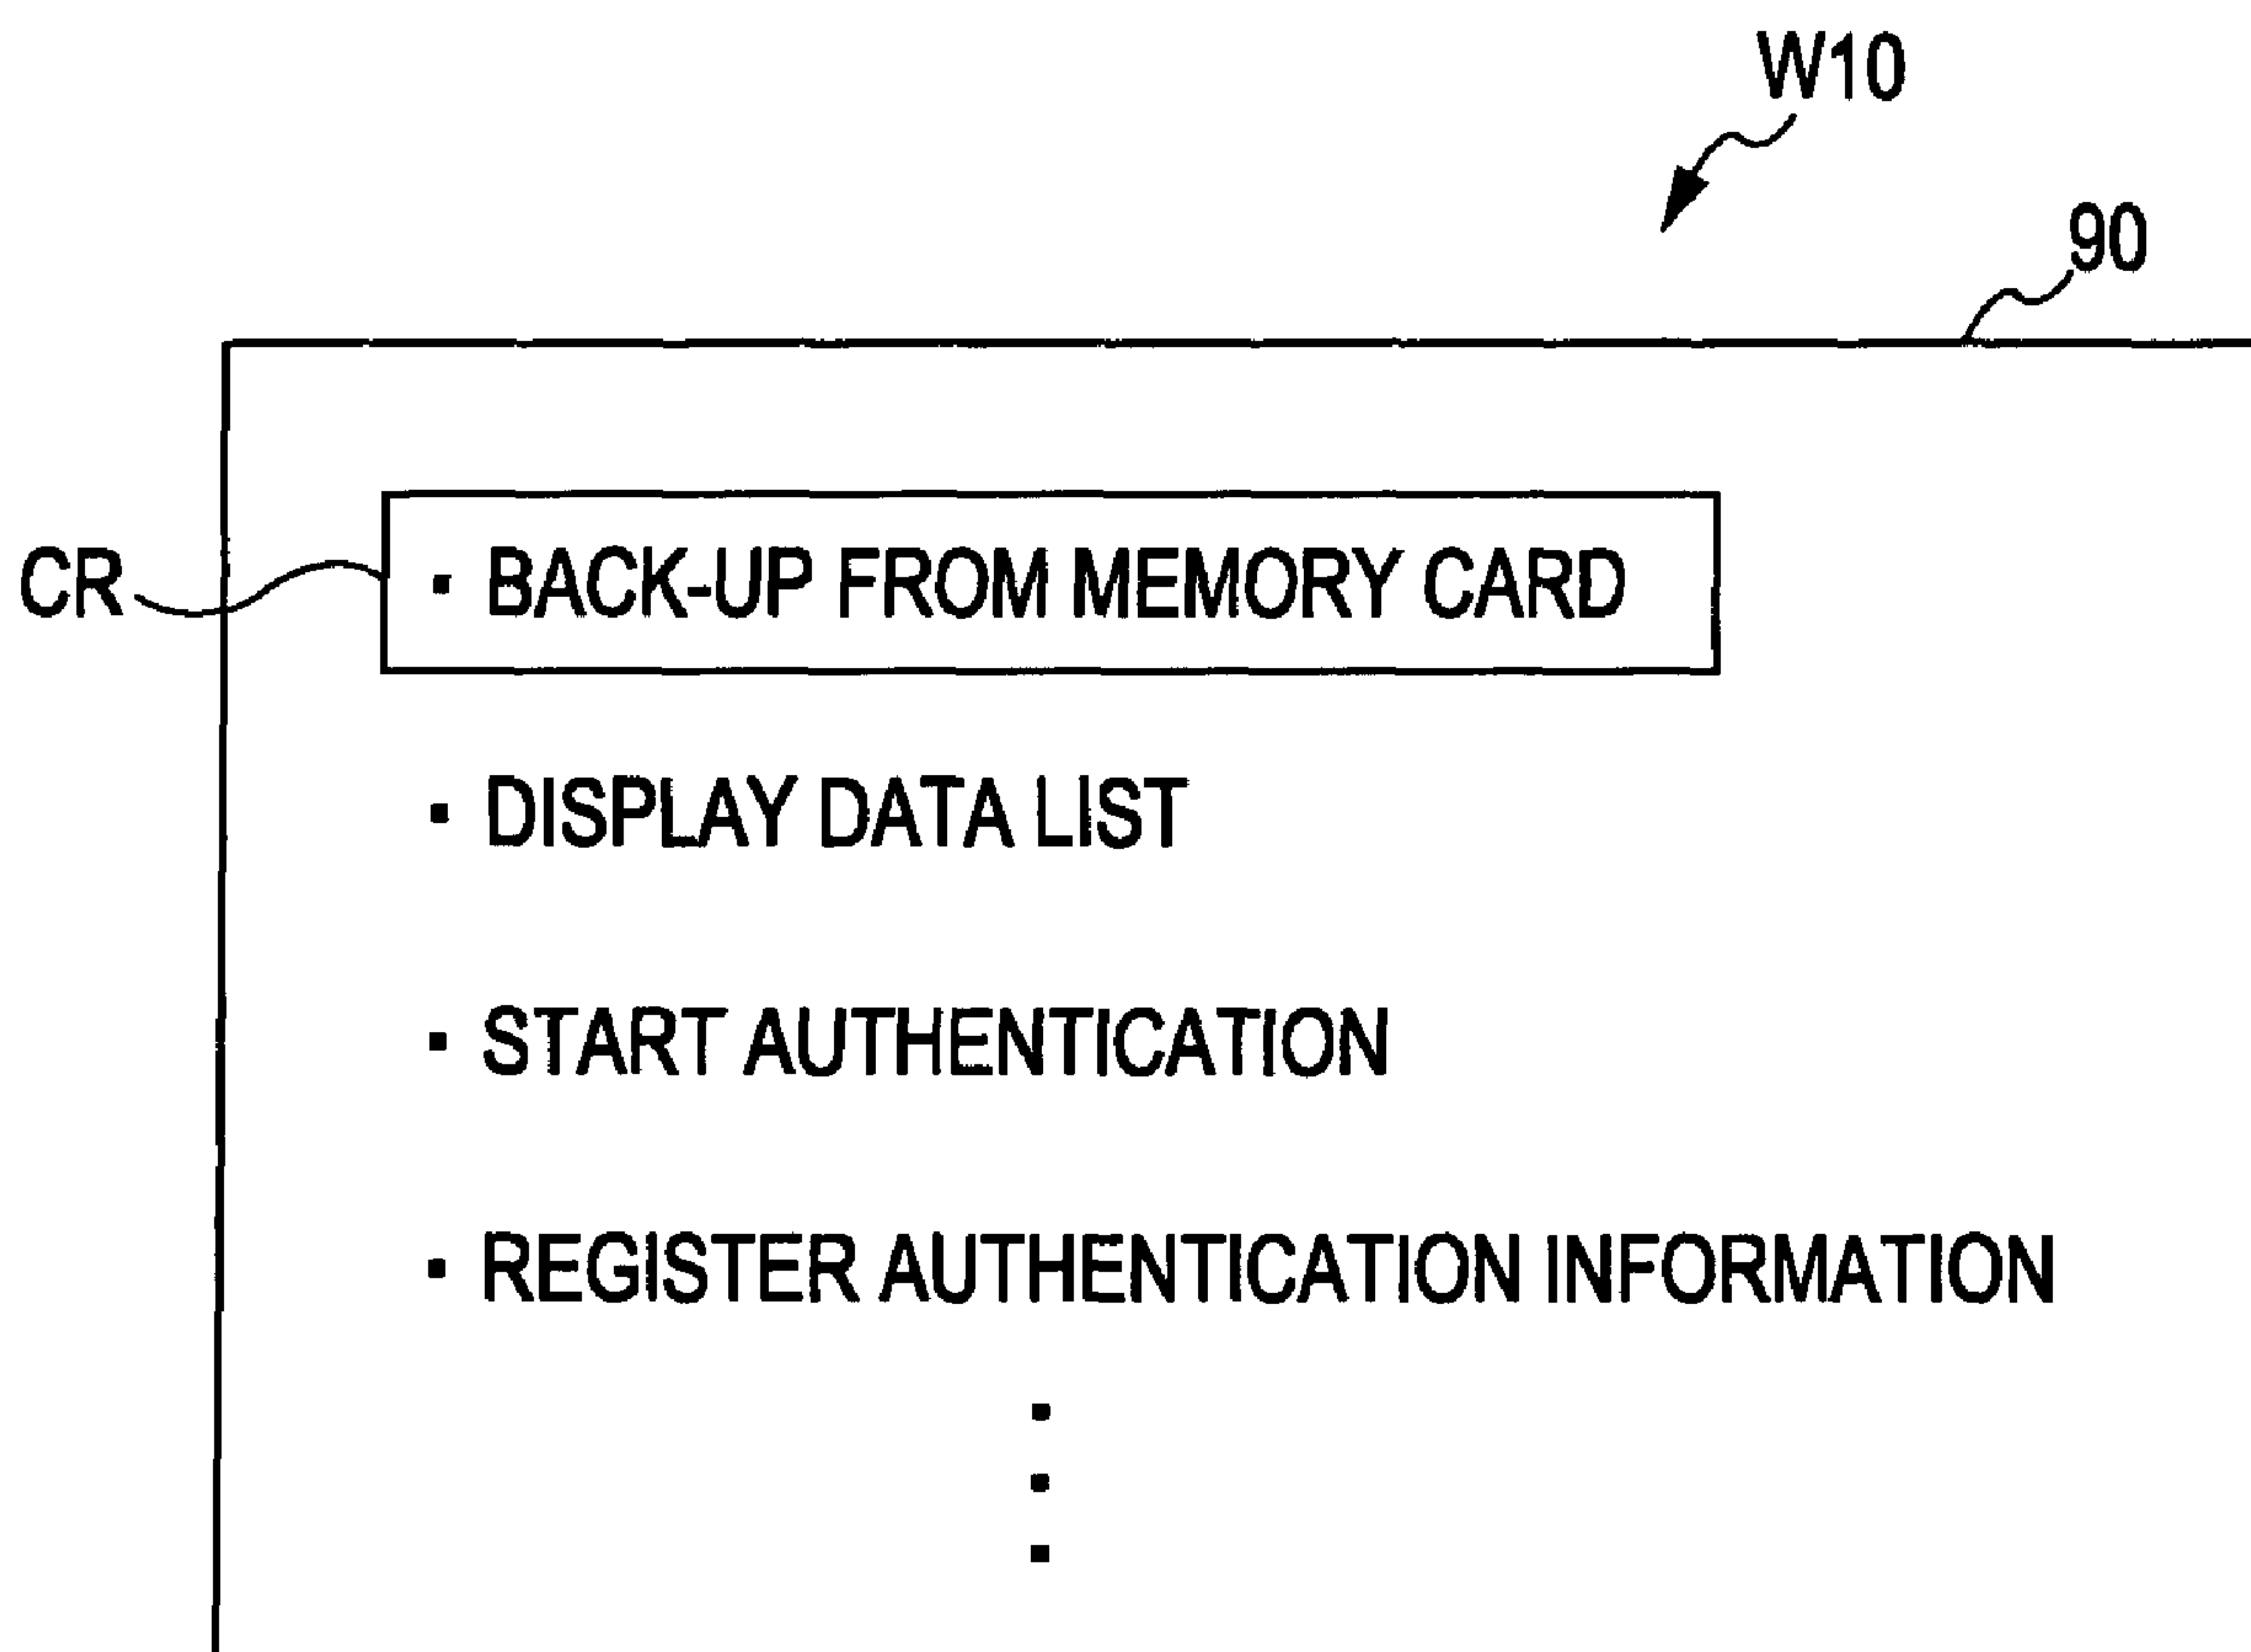 W10
90
CR
· BACK-UP FROM MEMORY CARD
· DISPLAY DATA LIST
· START AUTHENTICATION
· REGISTER AUTHENTICATION INFORMATION